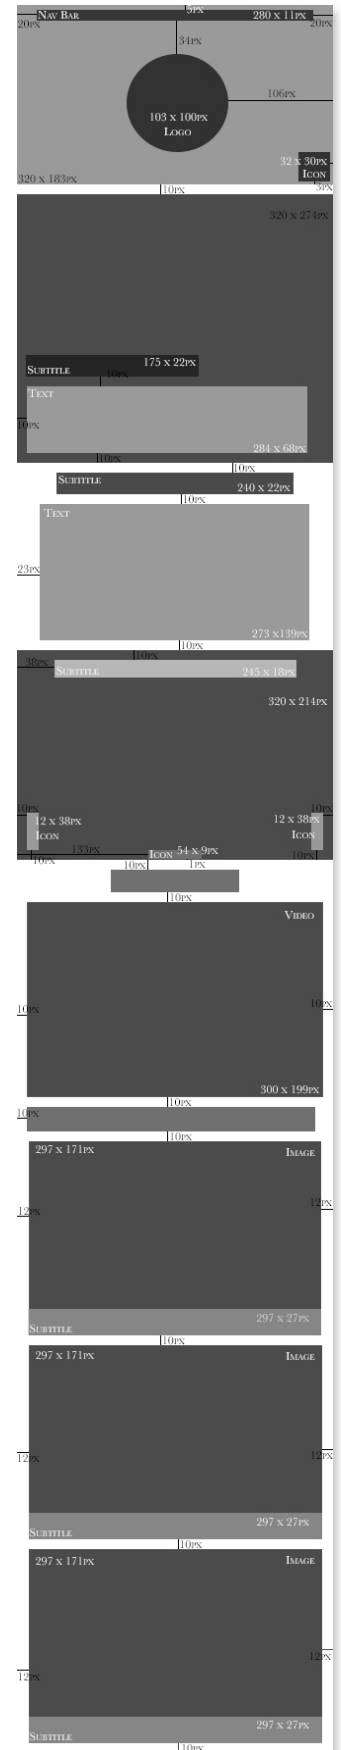 5px
20px
Nav Bar
280 x 11px
20px
34px
106px
103 x 100px
Logo
32 x 30px
Icon
320 x 183px
3px
10px
320 x 274px
175 x 22px
Subtitle
10px
Text
10px
284 x 68px
10px
10px
Subtitle
240 x 22px
10px
Text
23px
273 x139px
10px
10px
38px
Subtitle
245 x 18px
320 x 214px
10px
10px
12 x 38px
12 x 38px
Icon
Icon
133px
Icon
54 x 9px
10px
10px
10px
1px
10px
Video
10px
10px
300 x 199px
10px
10px
10px
297 x 171px
Image
12px
12px
297 x 27px
Subtitle
10px
297 x 171px
Image
12px
12px
297 x 27px
Subtitle
10px
297 x 171px
Image
12px
12px
297 x 27px
Subtitle
10px